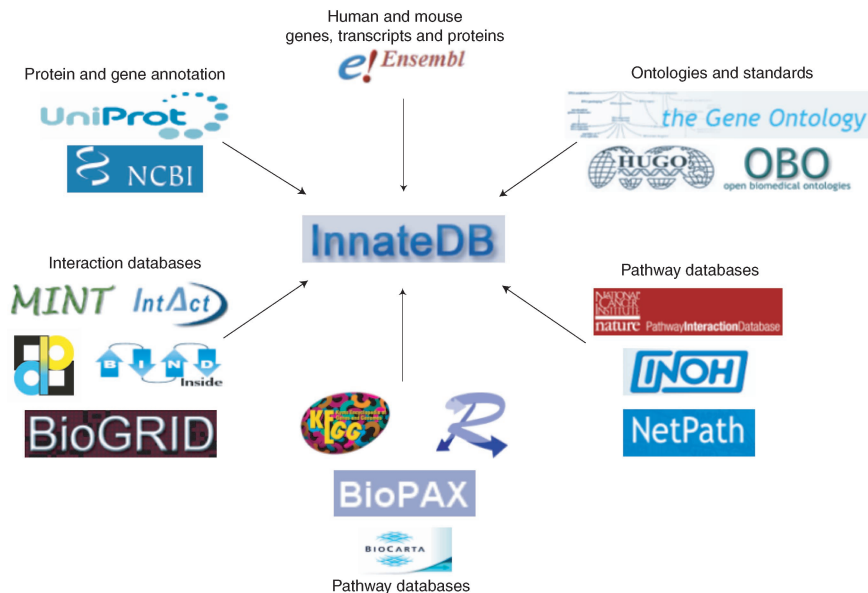 Human and mouse
genes, transcripts and proteins
e! Ensembl
Protein and gene annotation
UniProt
NCBI
Ontologies and standards
the Gene Ontology
HUGO
OBO
open biomedical ontologies
InnateDB
Interaction databases
MINT
IntAct
BIND
Inside
BioGRID
Pathway databases
NATIONAL
CANCER
INSTITUTE
nature PathwayInteractionDatabase
INOH
NetPath
KEGG
R
BioPAX
BIOCARTA
Pathway databases